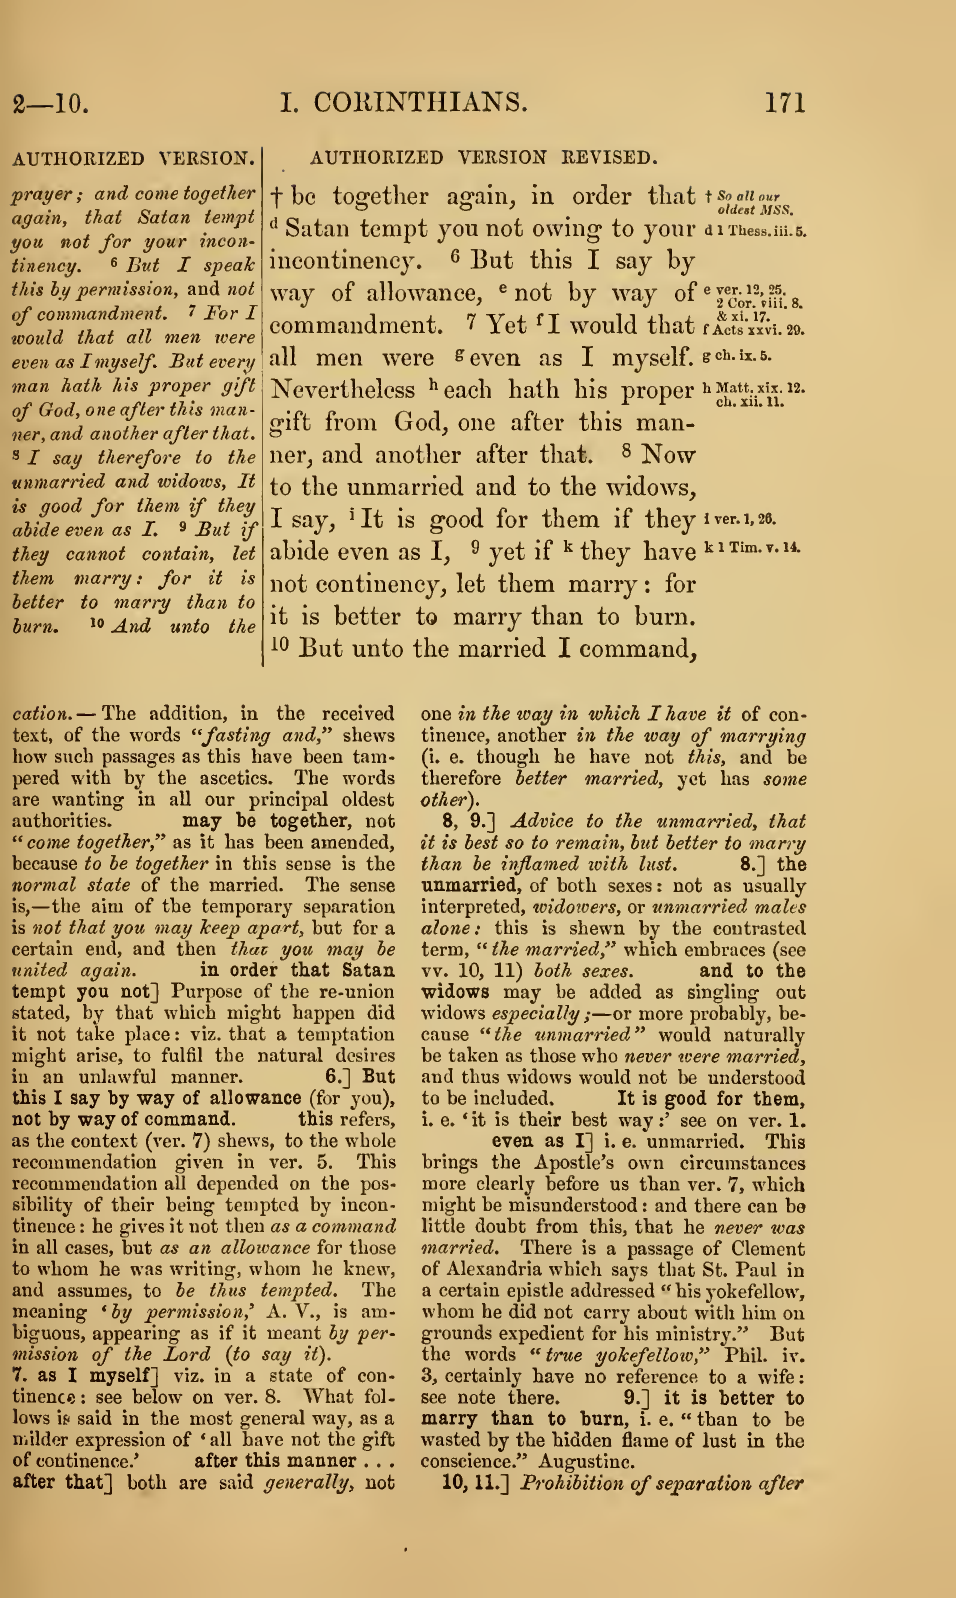 2—10.
I. CORINTHIANS.
171
AUTHORIZED VERSION.
prayer; and come together
again, that Satan tempt
you not for your incon-
tinency. 6 But I speak
this by permission, and not
of commandment. 7 For I
would that all men were
even as I myself. But every
man hath his proper gift
of God, one after this man-
ner, and another after that.
8 I say therefore to the
unmarried and widows, It
is good for them if they
abide even as I. 9 But if
they cannot contain, let
them marry: for it is
better to marry than to
burn. 10 And unto the
AUTHORIZED VERSION REVISED.
† be together again, in order that
d Satan tempt you not owing to your
incontinency. 6 But this I say by
way of allowance, e not by way of
commandment. 7 Yet f I would that
all men were g even as I myself.
Nevertheless h each hath his proper
gift from God, one after this man-
ner, and another after that. 8 Now
to the unmarried and to the widows,
I say, i It is good for them if they
abide even as I, 9 yet if k they have
not continency, let them marry: for
it is better to marry than to burn.
10 But unto the married I command,
† So all our
oldest MSS.
d 1 Thess. iii. 5.
e ver. 12, 25.
2 Cor. viii. 8.
& xi. 17.
f Acts xxvi. 29.
g ch. ix. 5.
h Matt. xix. 12.
ch. xii. 11.
i ver. 1, 26.
k 1 Tim. v. 14.
cation.—The addition, in the received
text, of the words "fasting and," shews
how such passages as this have been tam-
pered with by the ascetics. The words
are wanting in all our principal oldest
authorities. may be together, not
"come together," as it has been amended,
because to be together in this sense is the
normal state of the married. The sense
is,—the aim of the temporary separation
is not that you may keep apart, but for a
certain end, and then that you may be
united again. in order that Satan
tempt you not] Purpose of the re-union
stated, by that which might happen did
it not take place: viz. that a temptation
might arise, to fulfil the natural desires
in an unlawful manner. 6.] But
this I say by way of allowance (for you),
not by way of command. this refers,
as the context (ver. 7) shews, to the whole
recommendation given in ver. 5. This
recommendation all depended on the pos-
sibility of their being tempted by incon-
tinence: he gives it not then as a command
in all cases, but as an allowance for those
to whom he was writing, whom he knew,
and assumes, to be thus tempted. The
meaning 'by permission,' A. V., is am-
biguous, appearing as if it meant by per-
mission of the Lord (to say it).
7. as I myself] viz. in a state of con-
tinence: see below on ver. 8. What fol-
lows is said in the most general way, as a
milder expression of 'all have not the gift
of continence.' after this manner . . .
after that] both are said generally, not
one in the way in which I have it of con-
tinence, another in the way of marrying
(i. e. though he have not this, and be
therefore better married, yet has some
other).
8, 9.] Advice to the unmarried, that
it is best so to remain, but better to marry
than be inflamed with lust. 8.] the
unmarried, of both sexes: not as usually
interpreted, widowers, or unmarried males
alone: this is shewn by the contrasted
term, "the married," which embraces (see
vv. 10, 11) both sexes. and to the
widows may be added as singling out
widows especially;—or more probably, be-
cause "the unmarried" would naturally
be taken as those who never were married,
and thus widows would not be understood
to be included. It is good for them,
i. e. 'it is their best way:' see on ver. 1.
even as I] i. e. unmarried. This
brings the Apostle's own circumstances
more clearly before us than ver. 7, which
might be misunderstood: and there can be
little doubt from this, that he never was
married. There is a passage of Clement
of Alexandria which says that St. Paul in
a certain epistle addressed "his yokefellow,
whom he did not carry about with him on
grounds expedient for his ministry." But
the words "true yokefellow," Phil. iv.
3, certainly have no reference to a wife:
see note there. 9.] it is better to
marry than to burn, i. e. "than to be
wasted by the hidden flame of lust in the
conscience." Augustine.
10, 11.] Prohibition of separation after